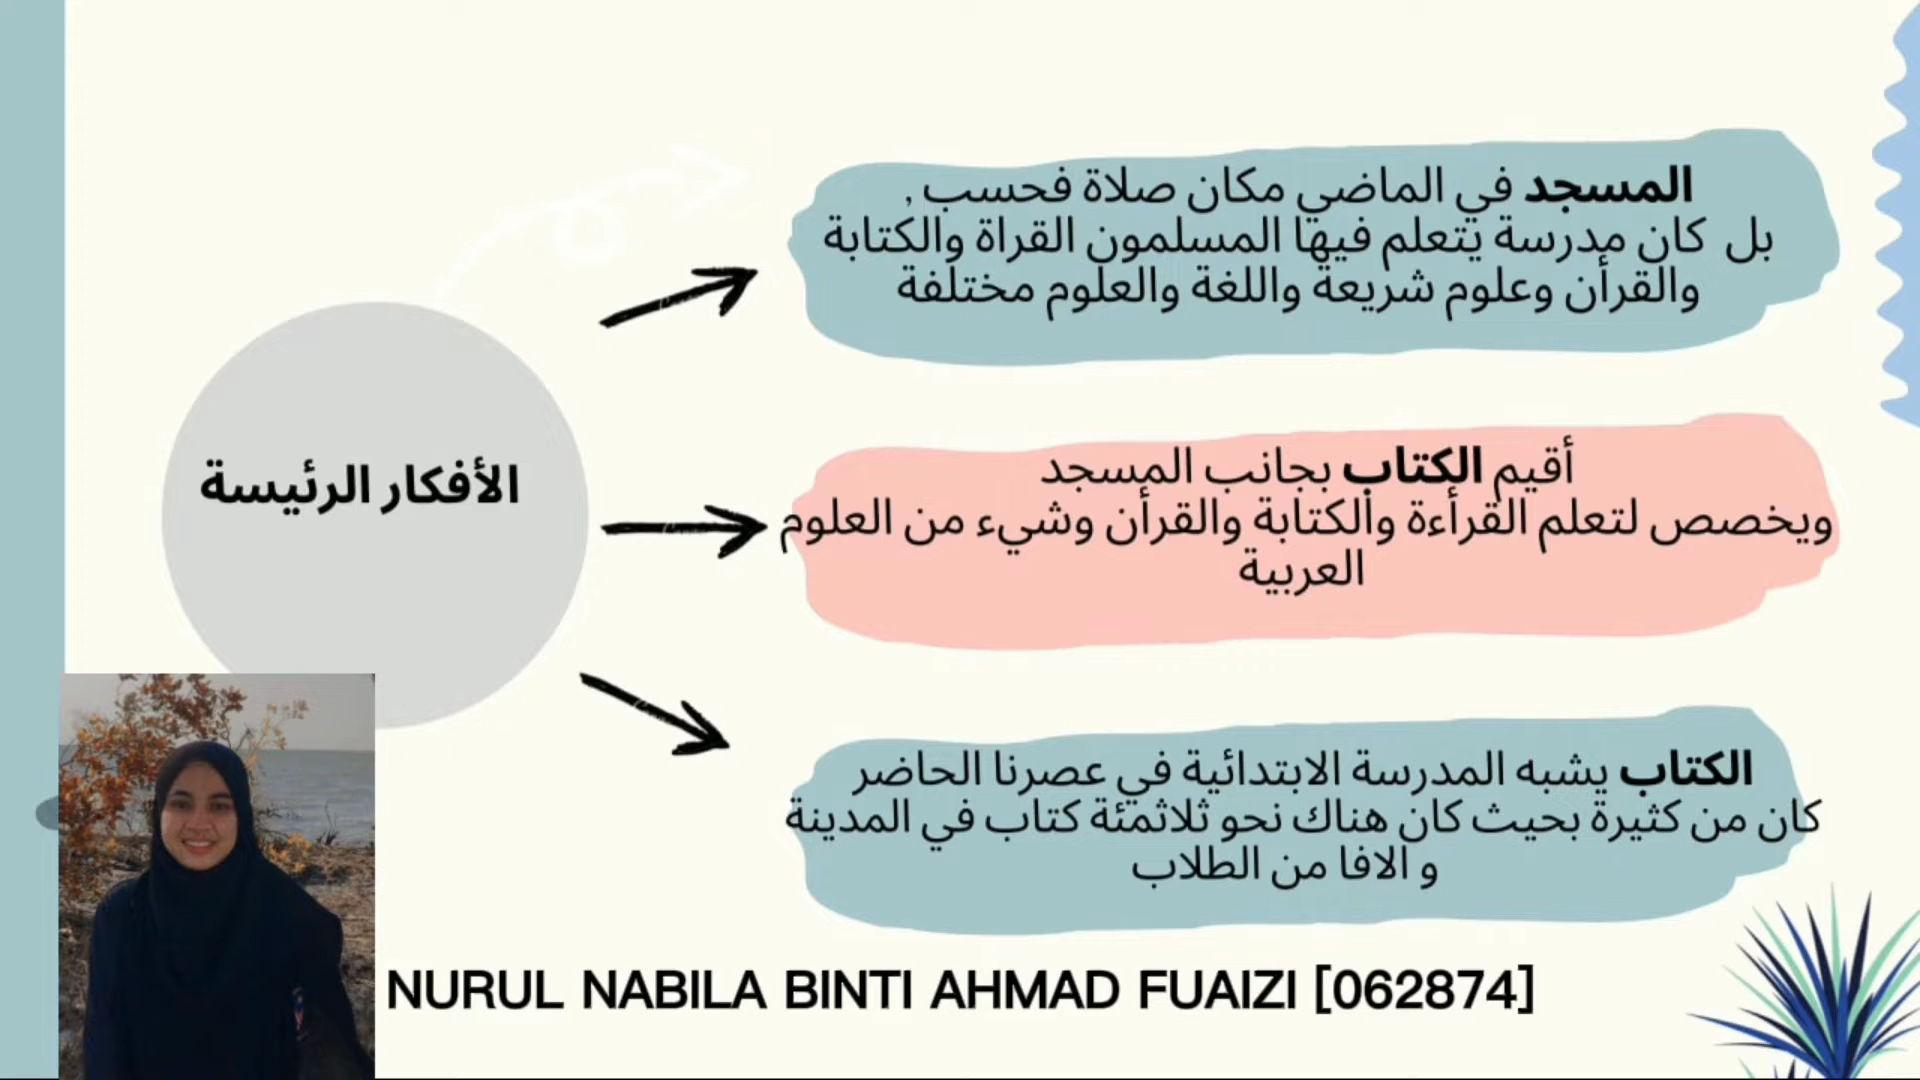 الأفكار الرئيسة
المسجد في الماضي مكان صلاة فحسب ,
بل كان مدرسة يتعلم فيها المسلمون القراة والكتابة
والقرأن وعلوم شريعة واللغة والعلوم مختلفة
أقيم الكتاب بجانب المسجد
ويخصص لتعلم القرأءة والكتابة والقرأن وشيء من العلوم
العربية
الكتاب يشبه المدرسة الابتدائية في عصرنا الحاضر
كان من كثيرة بحيث كان هناك نحو ثلاثمئة كتاب في المدينة
و الافا من الطلاب
NURUL NABILA BINTI AHMAD FUAIZI [062874]